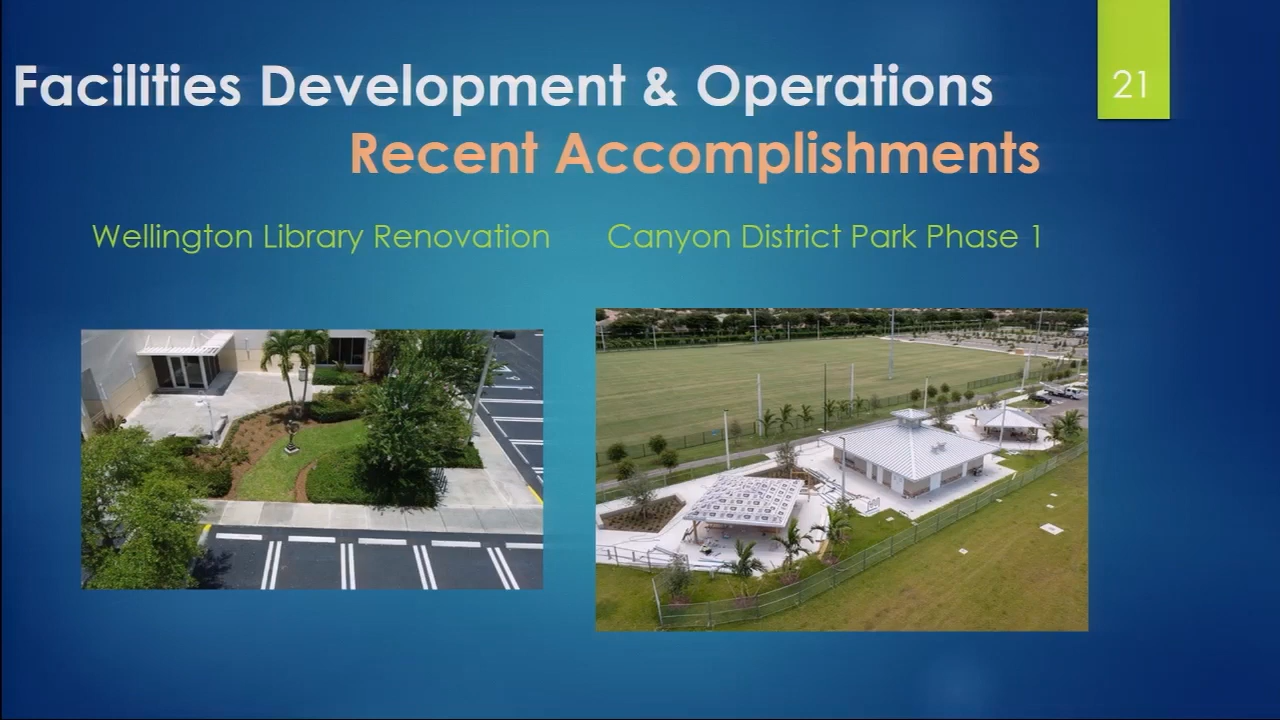 Facilities Development & Operations
21
Recent Accomplishments
Wellington Library Renovation
Canyon District Park Phase 1